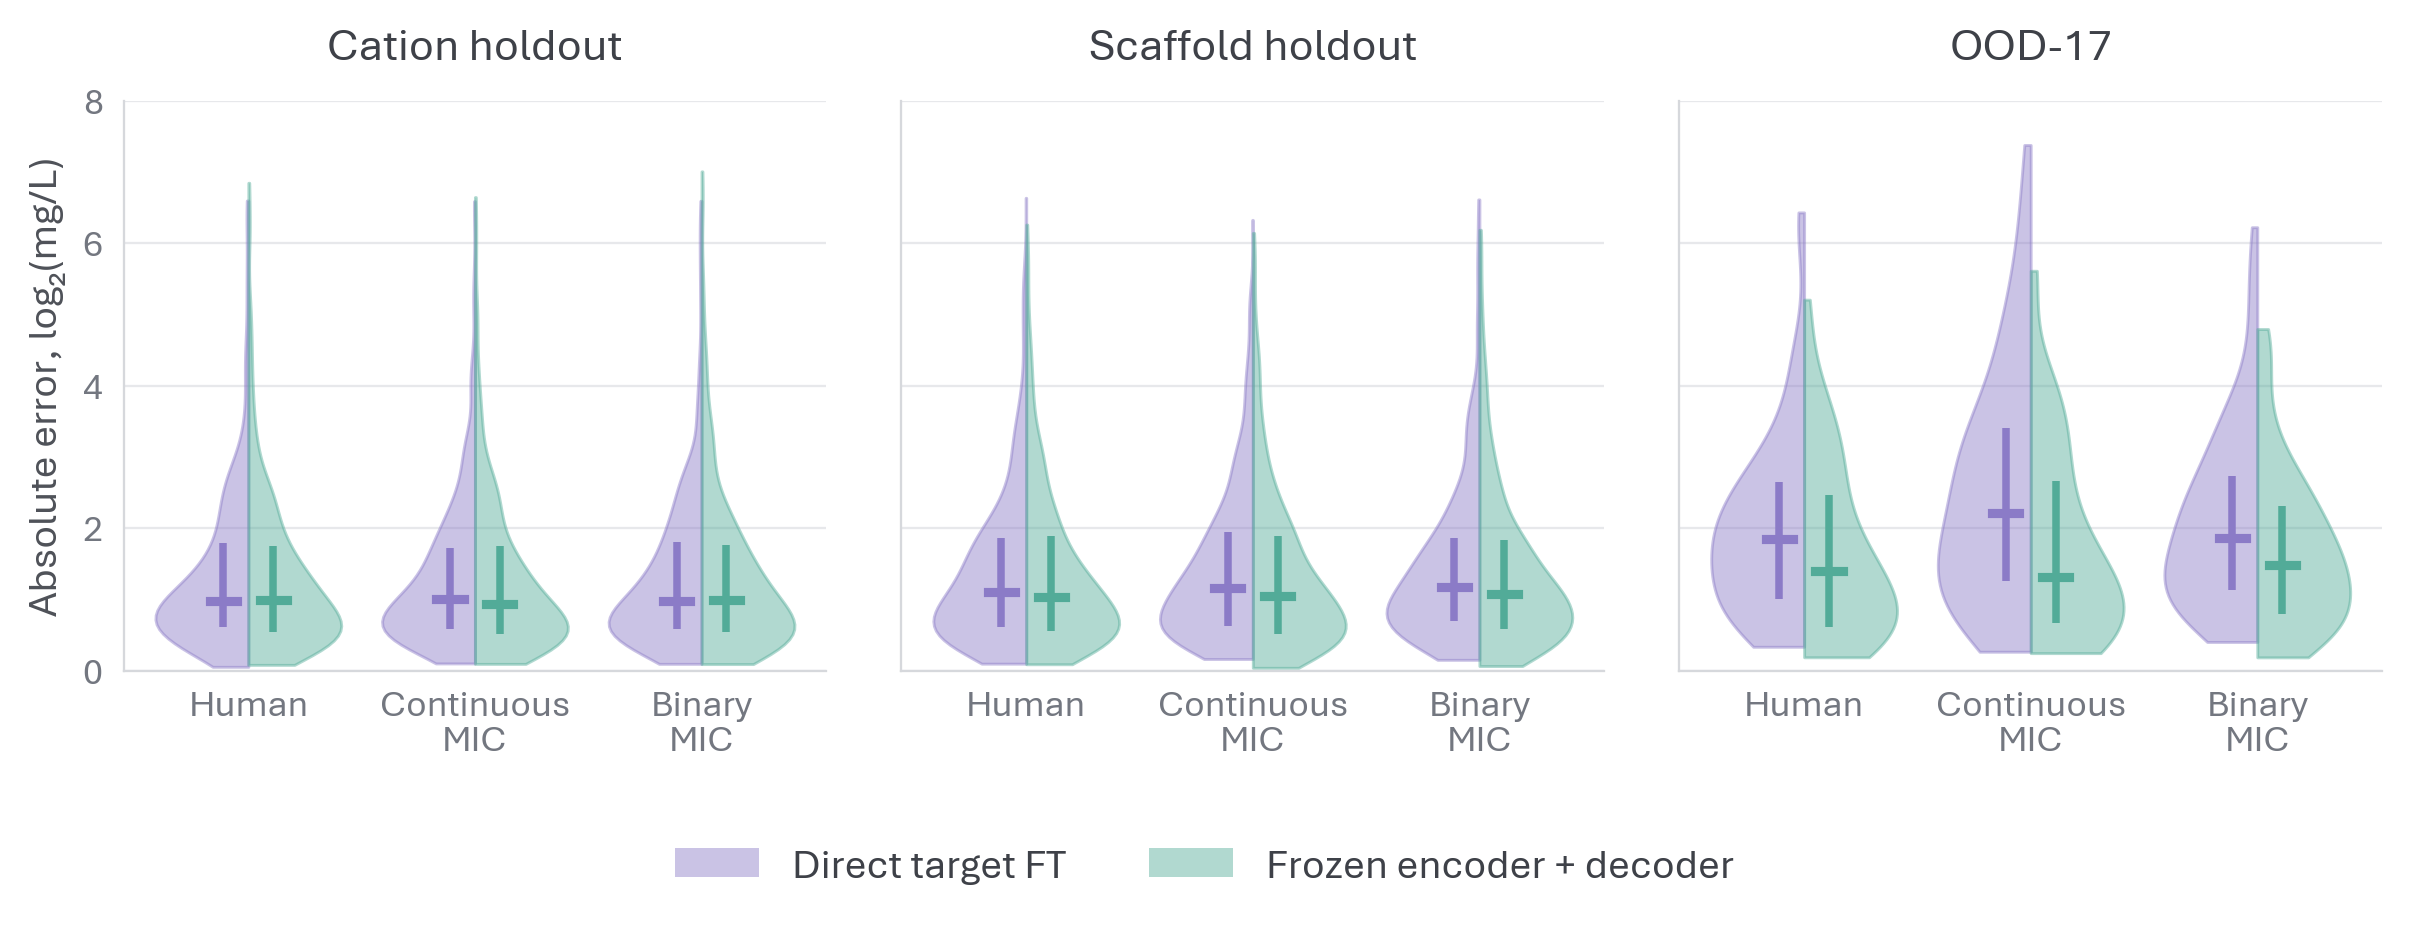 Cation holdout
Scaffold holdout
OOD-17
Absolute error, log₂(mg/L)
8
6
4
2
0
Human
Continuous
MIC
Binary
MIC
Human
Continuous
MIC
Binary
MIC
Human
Continuous
MIC
Binary
MIC
Direct target FT
Frozen encoder + decoder